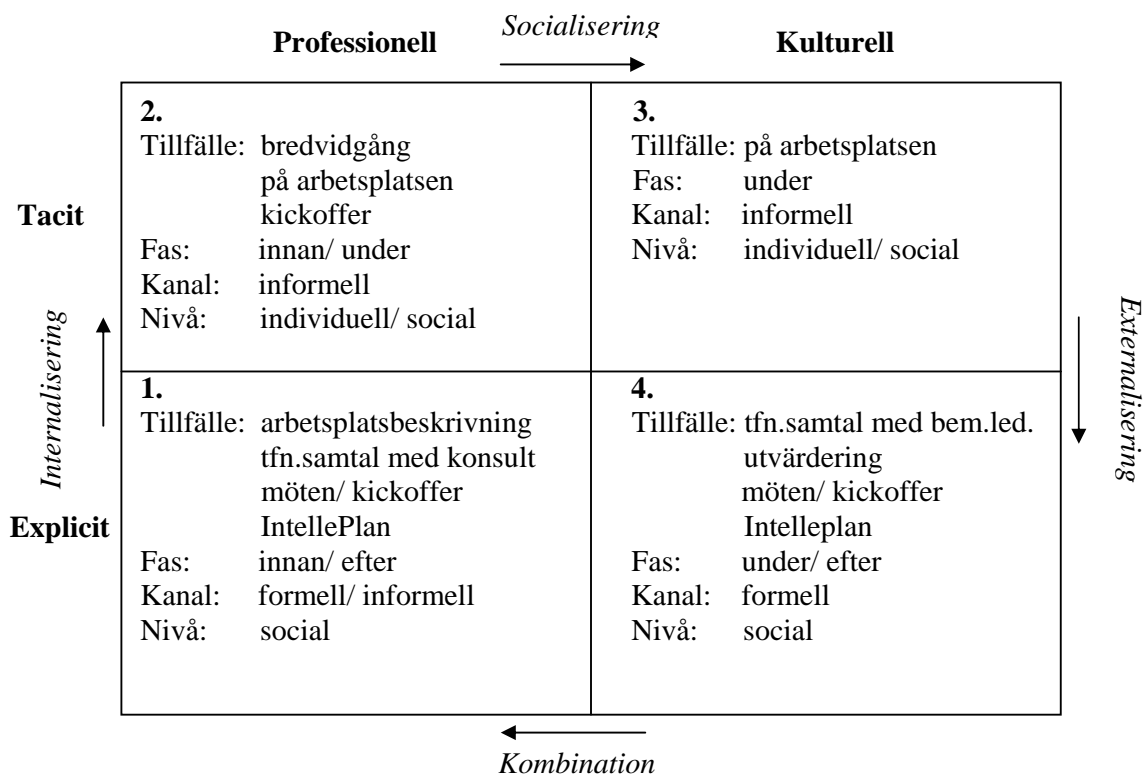 Socialisering
Professionell Kulturell
2.
Tillfälle: bredvidgång
på arbetsplatsen
kickoffer
Fas: innan/ under
Kanal: informell
Nivå: individuell/ social
3.
Tillfälle: på arbetsplatsen
Fas: under
Kanal: informell
Nivå: individuell/ social
Tacit
Internalisering
Externalisering
Explicit
1.
Tillfälle: arbetsplatsbeskrivning
tfn.samtal med konsult
möten/ kickoffer
IntellePlan
Fas: innan/ efter
Kanal: formell/ informell
Nivå: social
4.
Tillfälle: tfn.samtal med bem.led.
utvärdering
möten/ kickoffer
Intelleplan
Fas: under/ efter
Kanal: formell
Nivå: social
Kombination